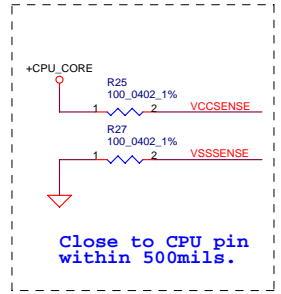 +CPU_CORE
R25
100_0402_1%
1 2 VCCSENSE
R27
100_0402_1%
1 2 VSSSENSE
Close to CPU pin
within 500mils.